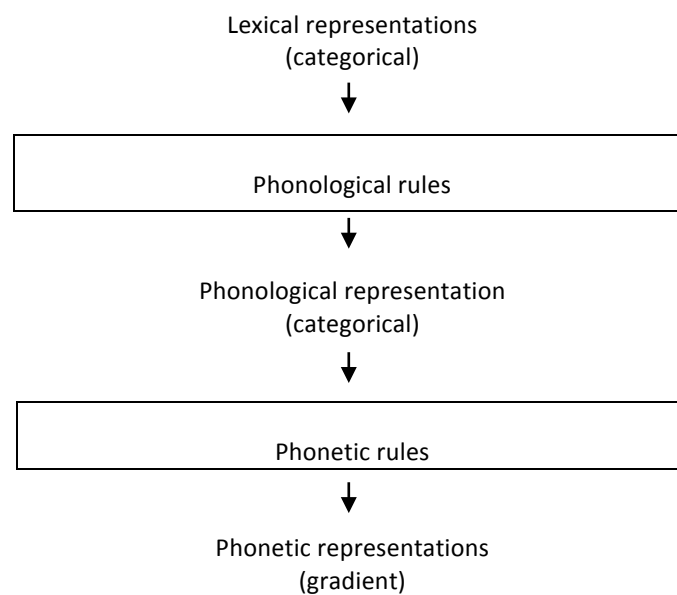 Lexical representations
(categorical)
Phonological rules
Phonological representation
(categorical)
Phonetic rules
Phonetic representations
(gradient)